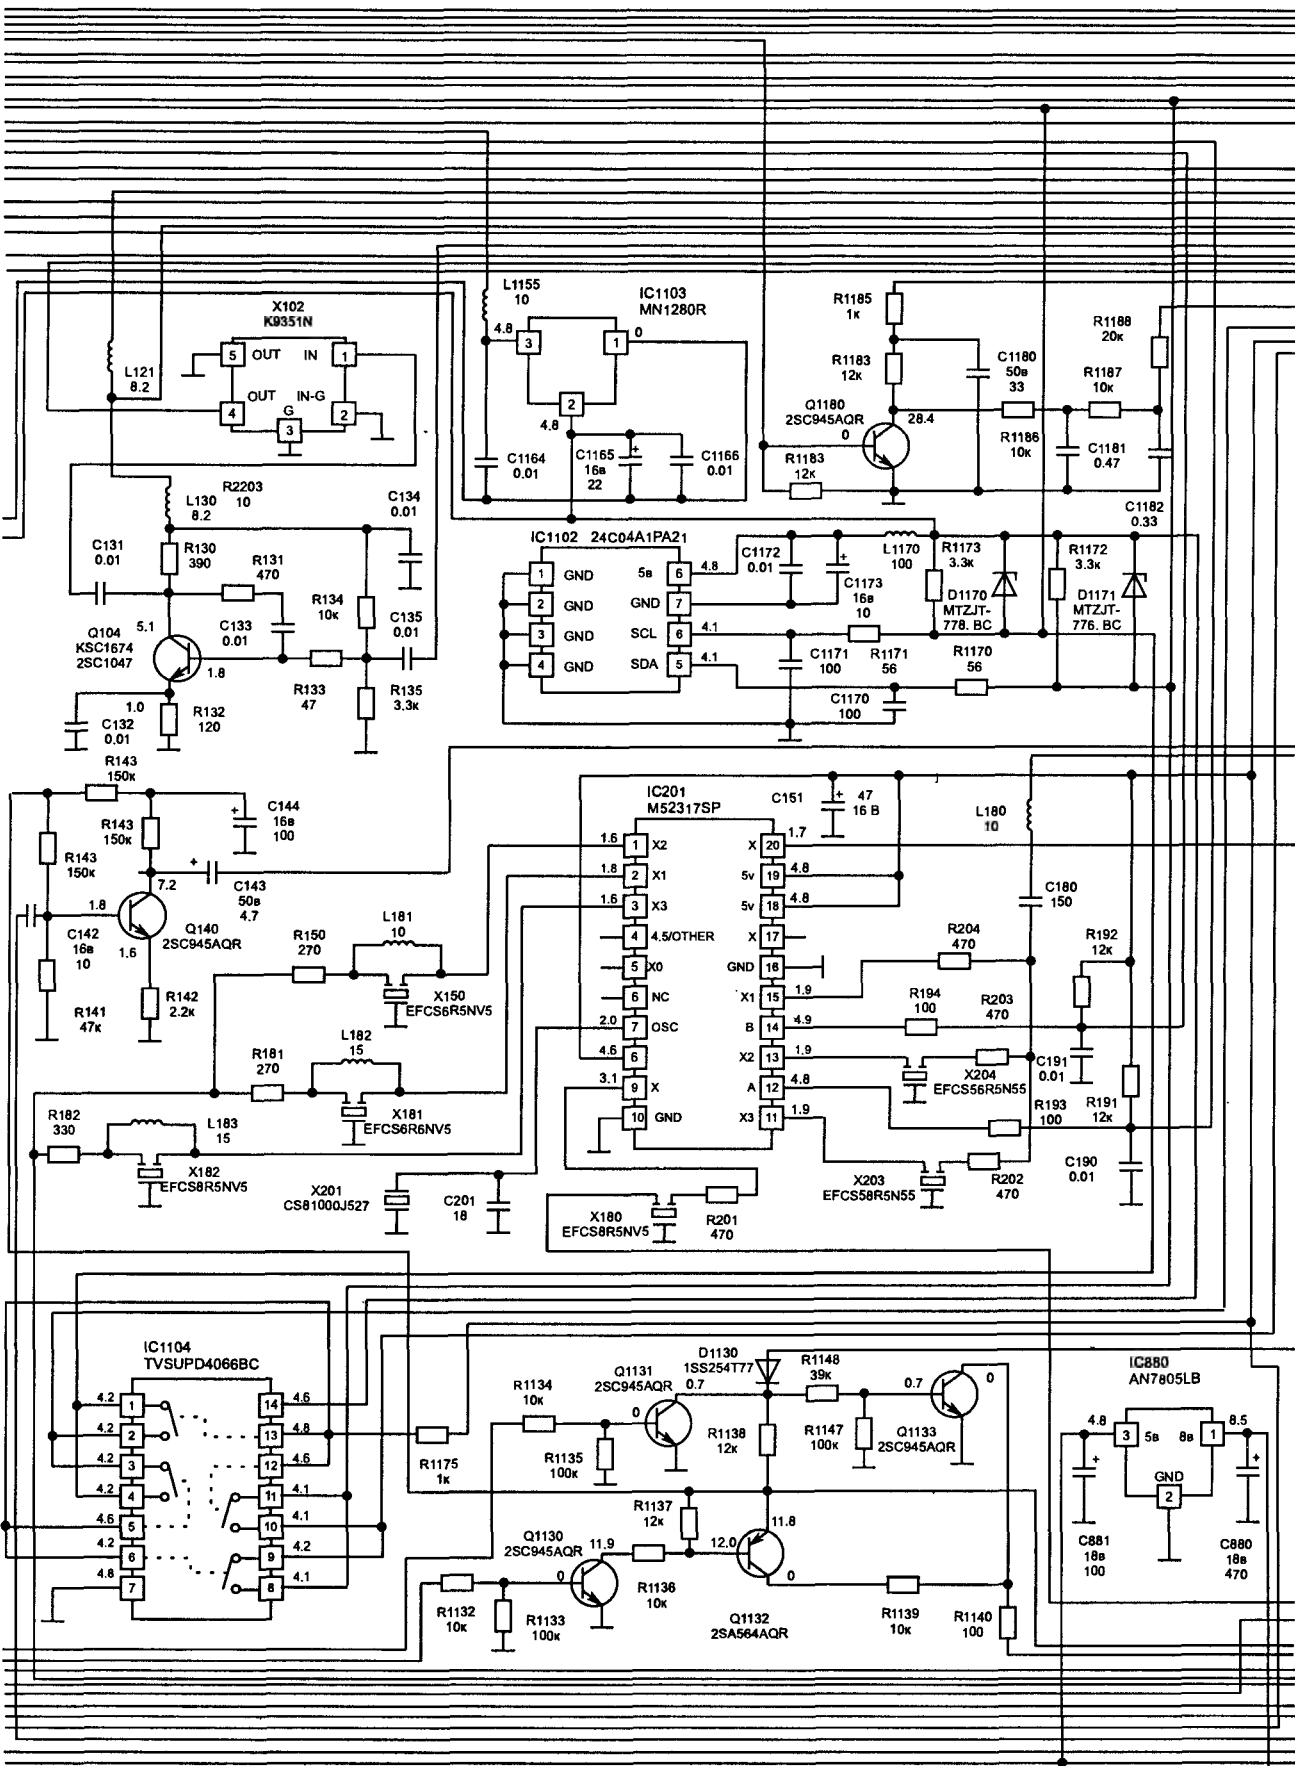 X102
K9351N
5 OUT IN 1
4 OUT IN-G 2
G
3
L121
8.2
L1155
10
IC1103
MN1280R
4.8
3
1
0
2
4.8
C1164
0.01
C1165
16в
22
+
C1166
0.01
R1185
1к
R1183
12к
C1180
50в
33
R1188
20к
R1187
10к
Q1180
2SC945AQR
0
28.4
R1186
10к
C1181
0.47
R1183
12к
C1182
0.33
L130
8.2
R2203
10
C134
0.01
C131
0.01
R130
390
R131
470
R134
10к
C133
0.01
C135
0.01
5.1
Q104
KSC1674
2SC1047
1.8
R133
47
R135
3.3к
1.0
C132
0.01
R132
120
IC1102 24C04A1PA21
1 GND 5в 6 4.8
2 GND GND 7
3 GND SCL 6 4.1
4 GND SDA 5 4.1
C1172
0.01
+
C1173
16в
10
L1170
100
R1173
3.3к
R1172
3.3к
D1170
MTZJT-
778. BC
D1171
MTZJT-
776. BC
C1171
100
R1171
56
R1170
56
C1170
100
R143
150к
R143
150к
R143
150к
+
C144
16в
100
+
C143
50в
4.7
7.2
1.8
1.6
C142
16в
10
Q140
2SC945AQR
R141
47к
R142
2.2к
IC201
M52317SP
C151
+
47
16 В
1.6 1 X2 X 20 1.7
1.8 2 X1 5v 19 4.8
1.6 3 X3 5v 18 4.8
4 4.5/OTHER X 17
5 X0 GND 16
6 NC X1 15 1.9
2.0 7 OSC B 14 4.9
4.6 6 X2 13 1.9
3.1 9 X A 12 4.8
10 GND X3 11 1.9
L180
10
C180
150
R150
270
L181
10
X150
EFCS6R5NV5
R204
470
R192
12к
R194
100
R203
470
L182
15
R181
270
X181
EFCS6R6NV5
X204
EFCS56R5N55
C191
0.01
R182
330
L183
15
X182
EFCS8R5NV5
R193
100
R191
12к
X201
CS81000J527
C201
18
X180
EFCS8R5NV5
R201
470
X203
EFCS58R5N55
R202
470
C190
0.01
IC1104
TVSUPD4066BC
4.2 1 14 4.6
4.2 2 13 4.8
4.2 3 12 4.6
4.2 4 11 4.1
4.6 5 10 4.1
4.2 6 9 4.2
4.8 7 8 4.1
R1175
1к
R1134
10к
Q1131
2SC945AQR
0
0.7
R1135
100к
D1130
1SS254T77
R1148
39к
0.7
0
R1138
12к
R1147
100к
Q1133
2SC945AQR
IC880
AN7805LB
4.8 3 5в 8в 1 8.5
GND
2
+
C881
18в
100
+
C880
18в
470
R1137
12к
11.8
12.0
0
Q1130
2SC945AQR
11.9
0
R1136
10к
R1132
10к
R1133
100к
Q1132
2SA564AQR
R1139
10к
R1140
100